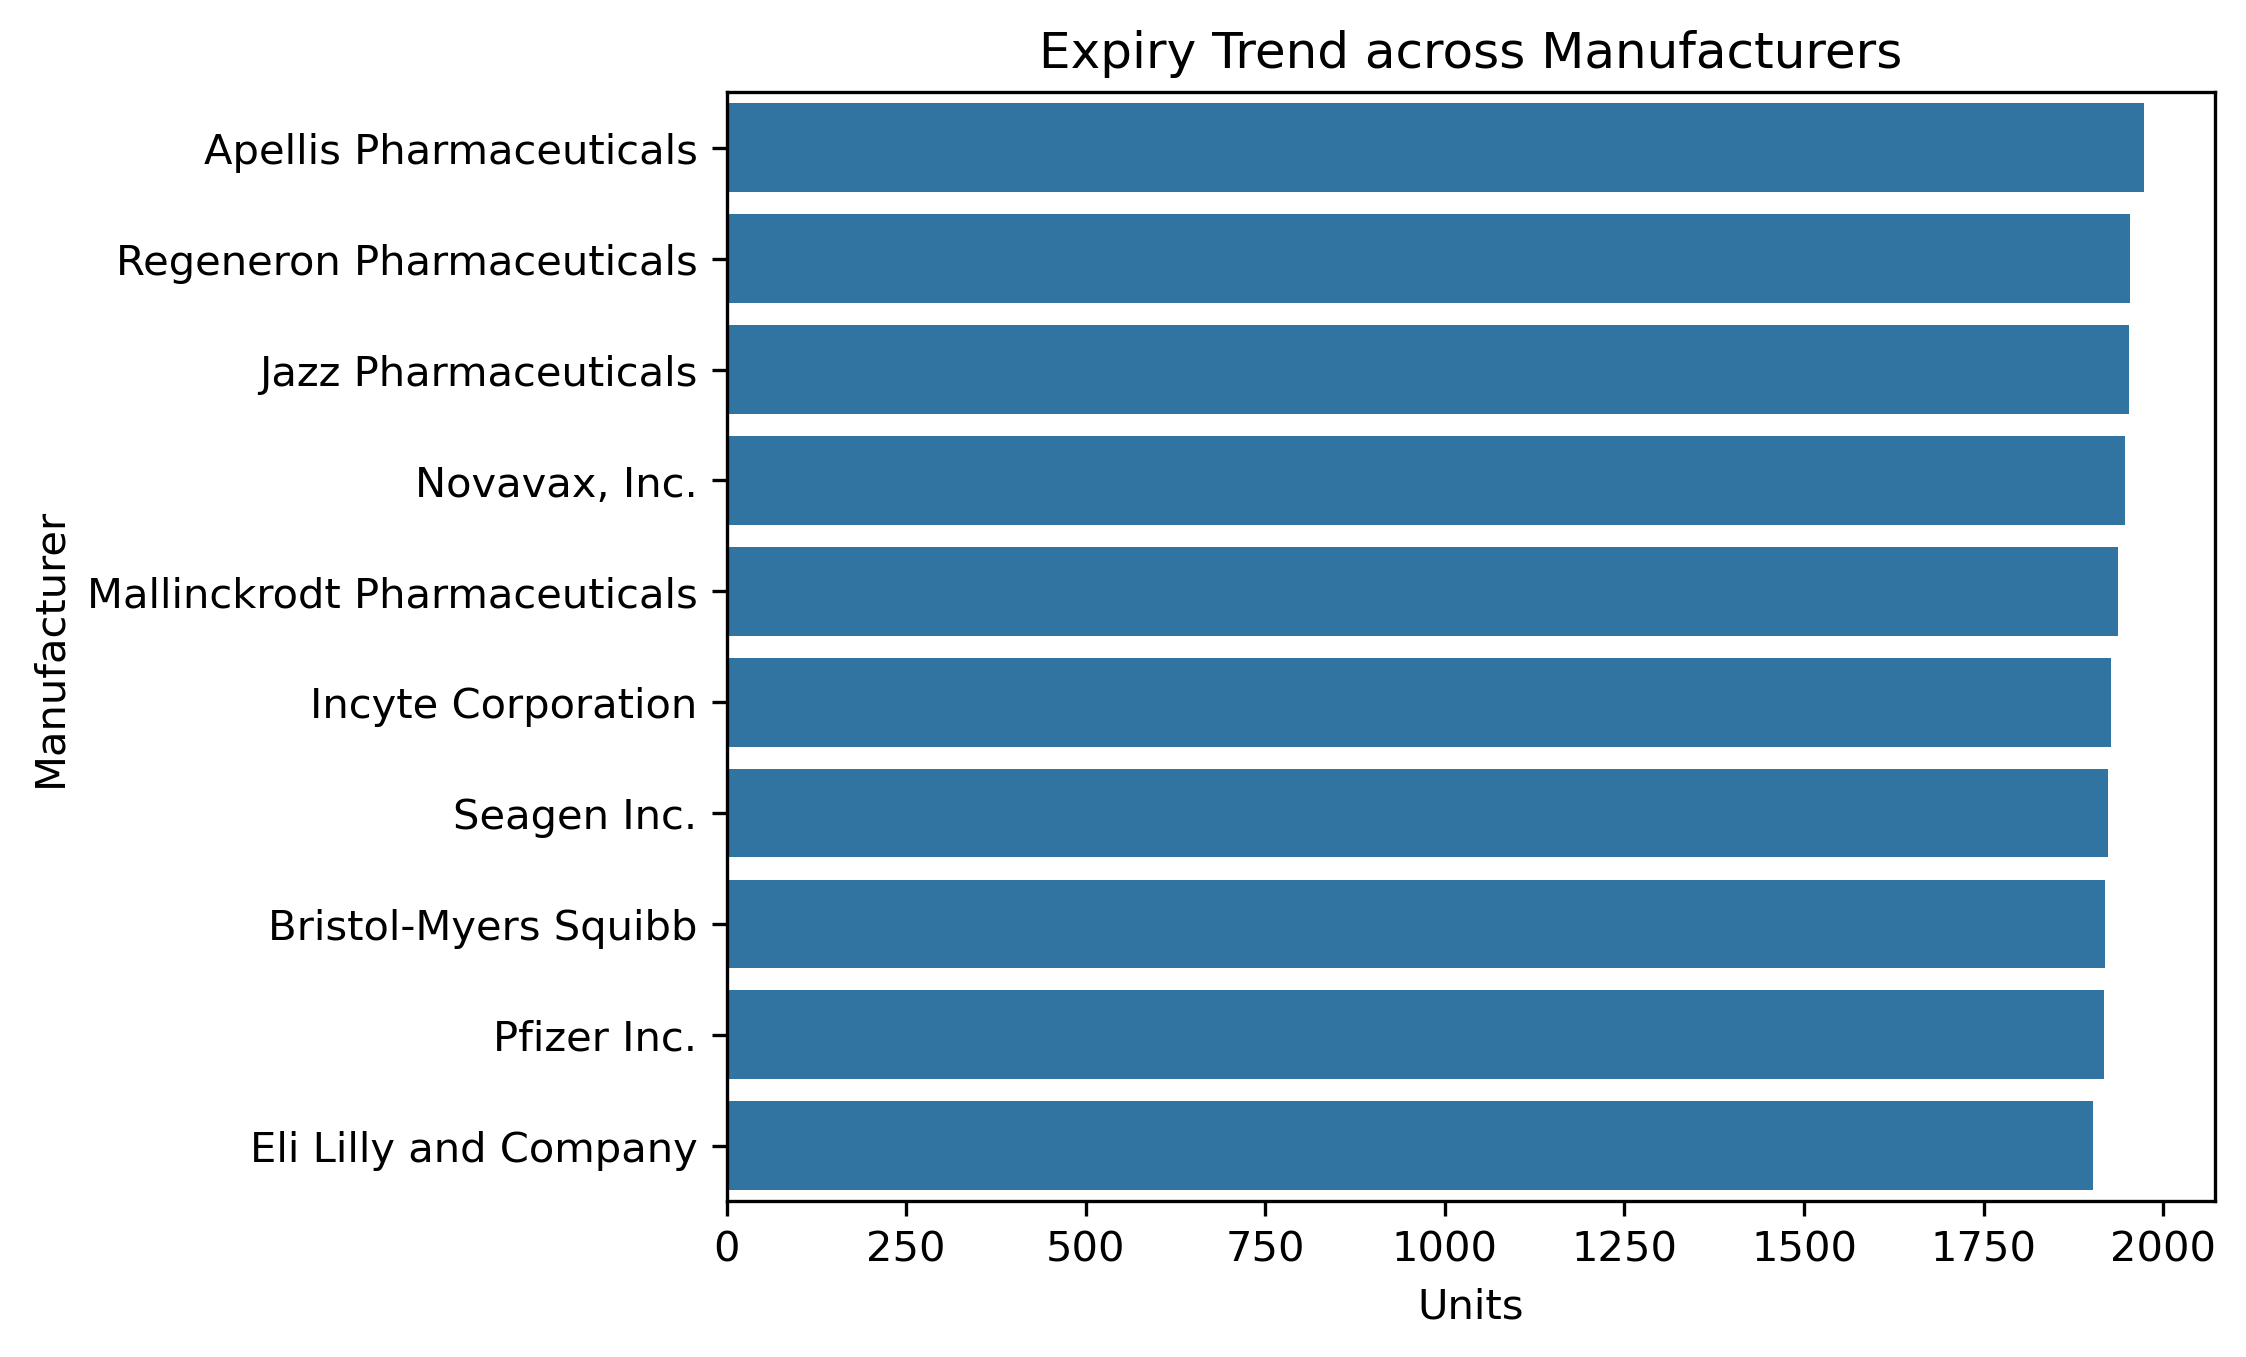 Expiry Trend across Manufacturers
Manufacturer
Apellis Pharmaceuticals
Regeneron Pharmaceuticals
Jazz Pharmaceuticals
Novavax, Inc.
Mallinckrodt Pharmaceuticals
Incyte Corporation
Seagen Inc.
Bristol-Myers Squibb
Pfizer Inc.
Eli Lilly and Company
0 250 500 750 1000 1250 1500 1750 2000
Units